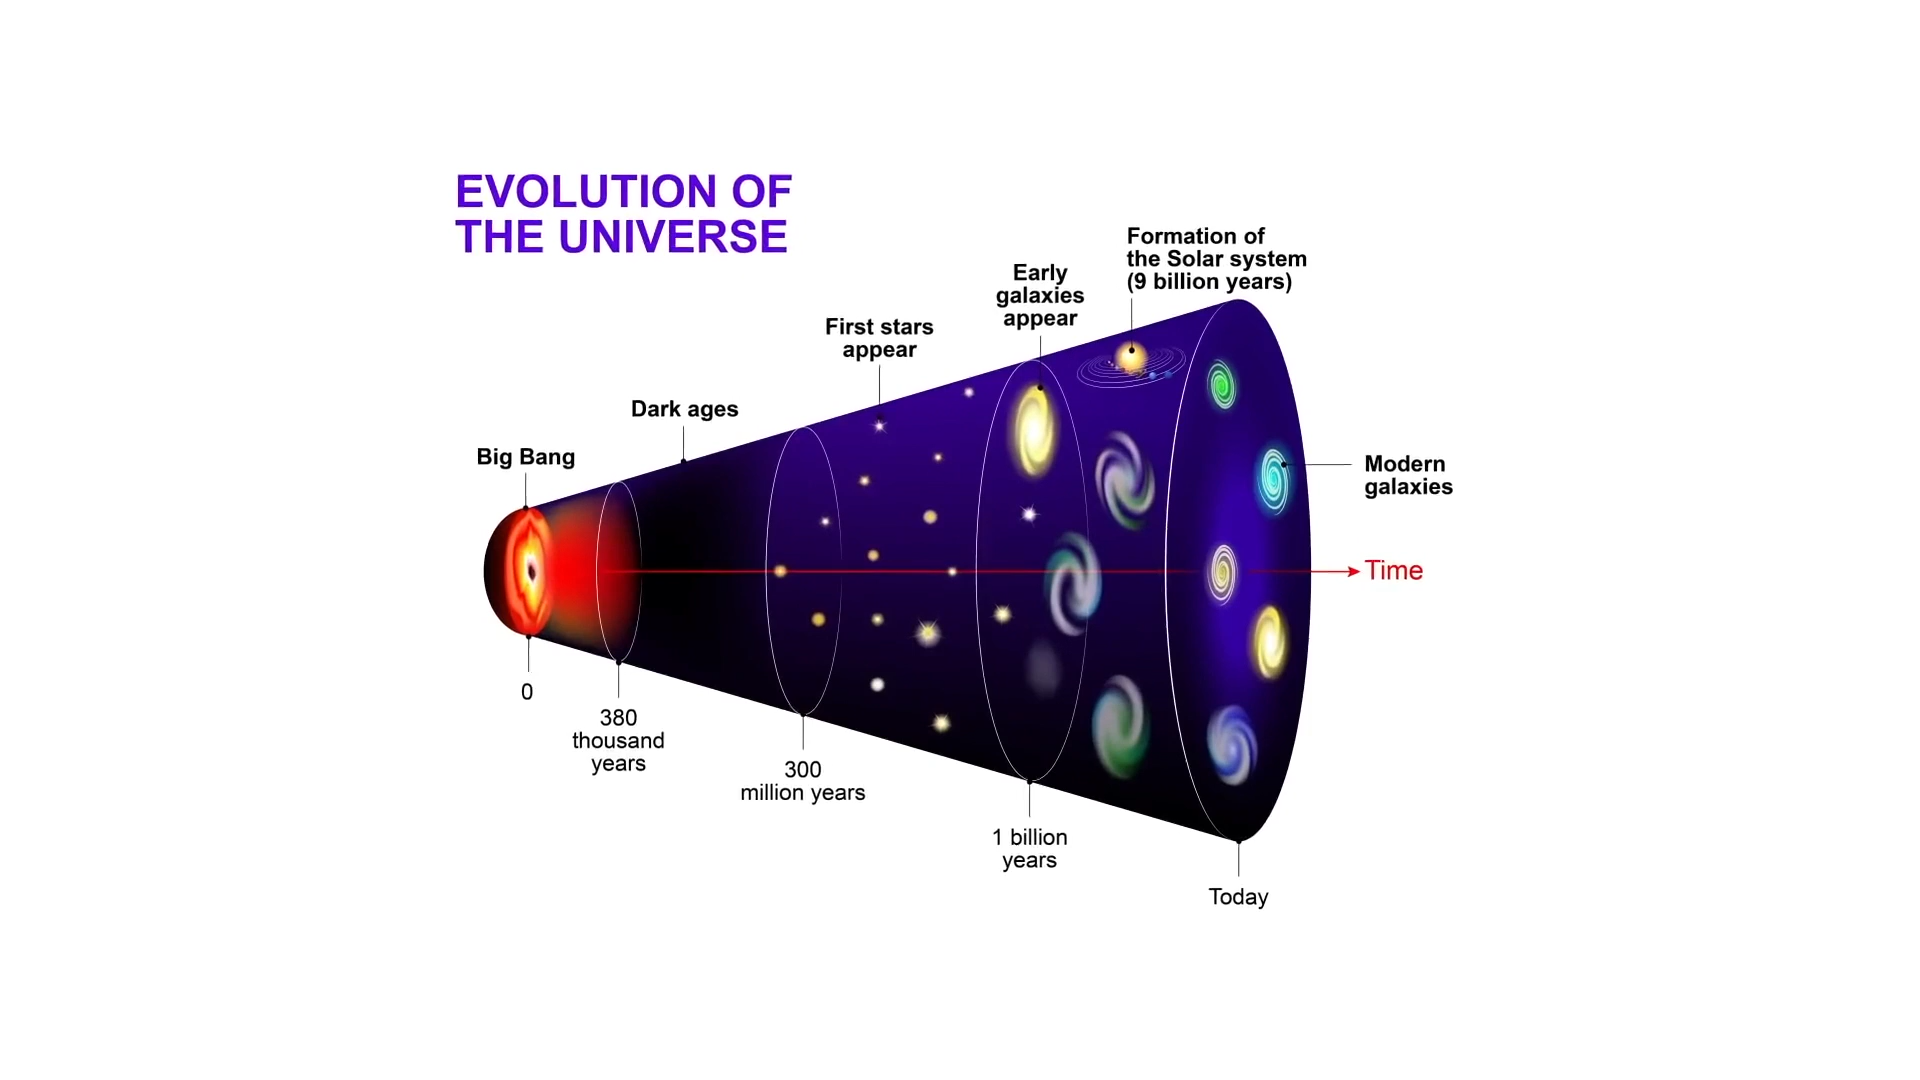 EVOLUTION OF
THE UNIVERSE
Formation of
the Solar system
(9 billion years)
Early
galaxies
appear
First stars
appear
Dark ages
Big Bang
Modern
galaxies
Time
0
380
thousand
years
300
million years
1 billion
years
Today